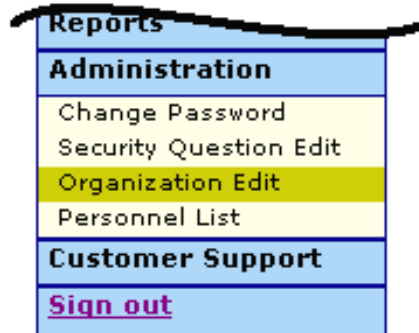 Reports
Administration
Change Password
Security Question Edit
Organization Edit
Personnel List
Customer Support
Sign out